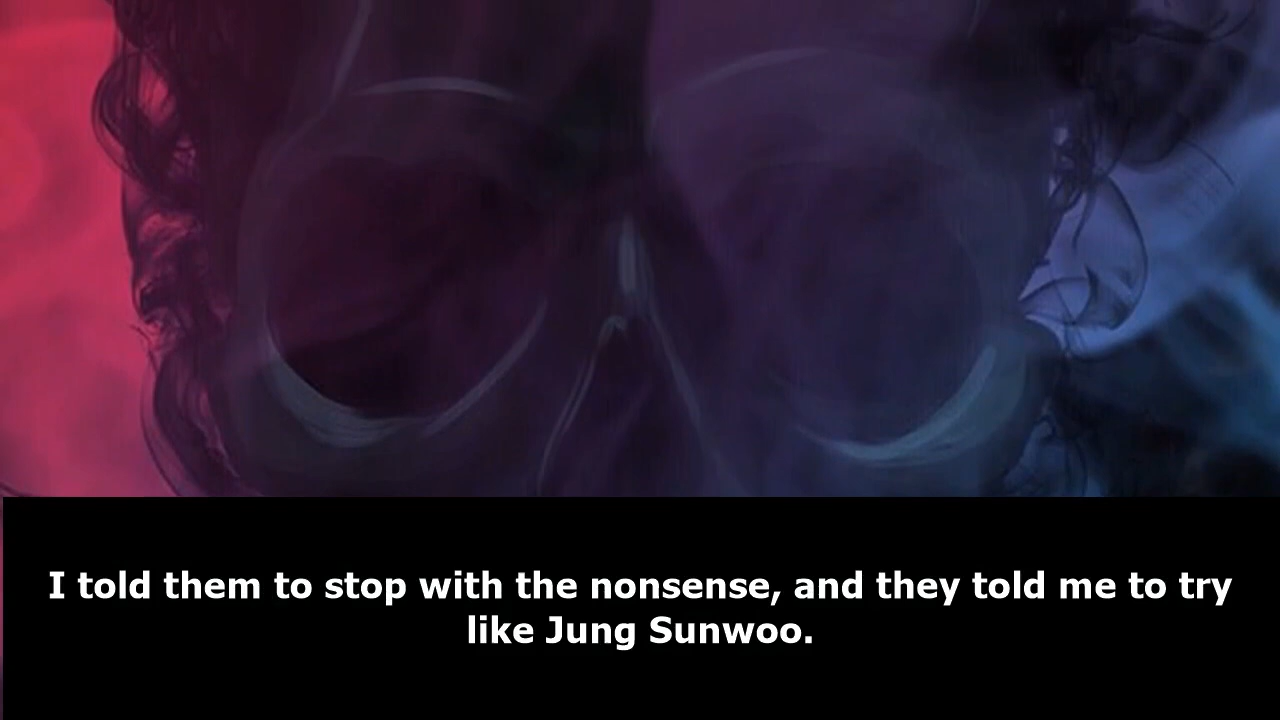 I told them to stop with the nonsense, and they told me to try
like Jung Sunwoo.